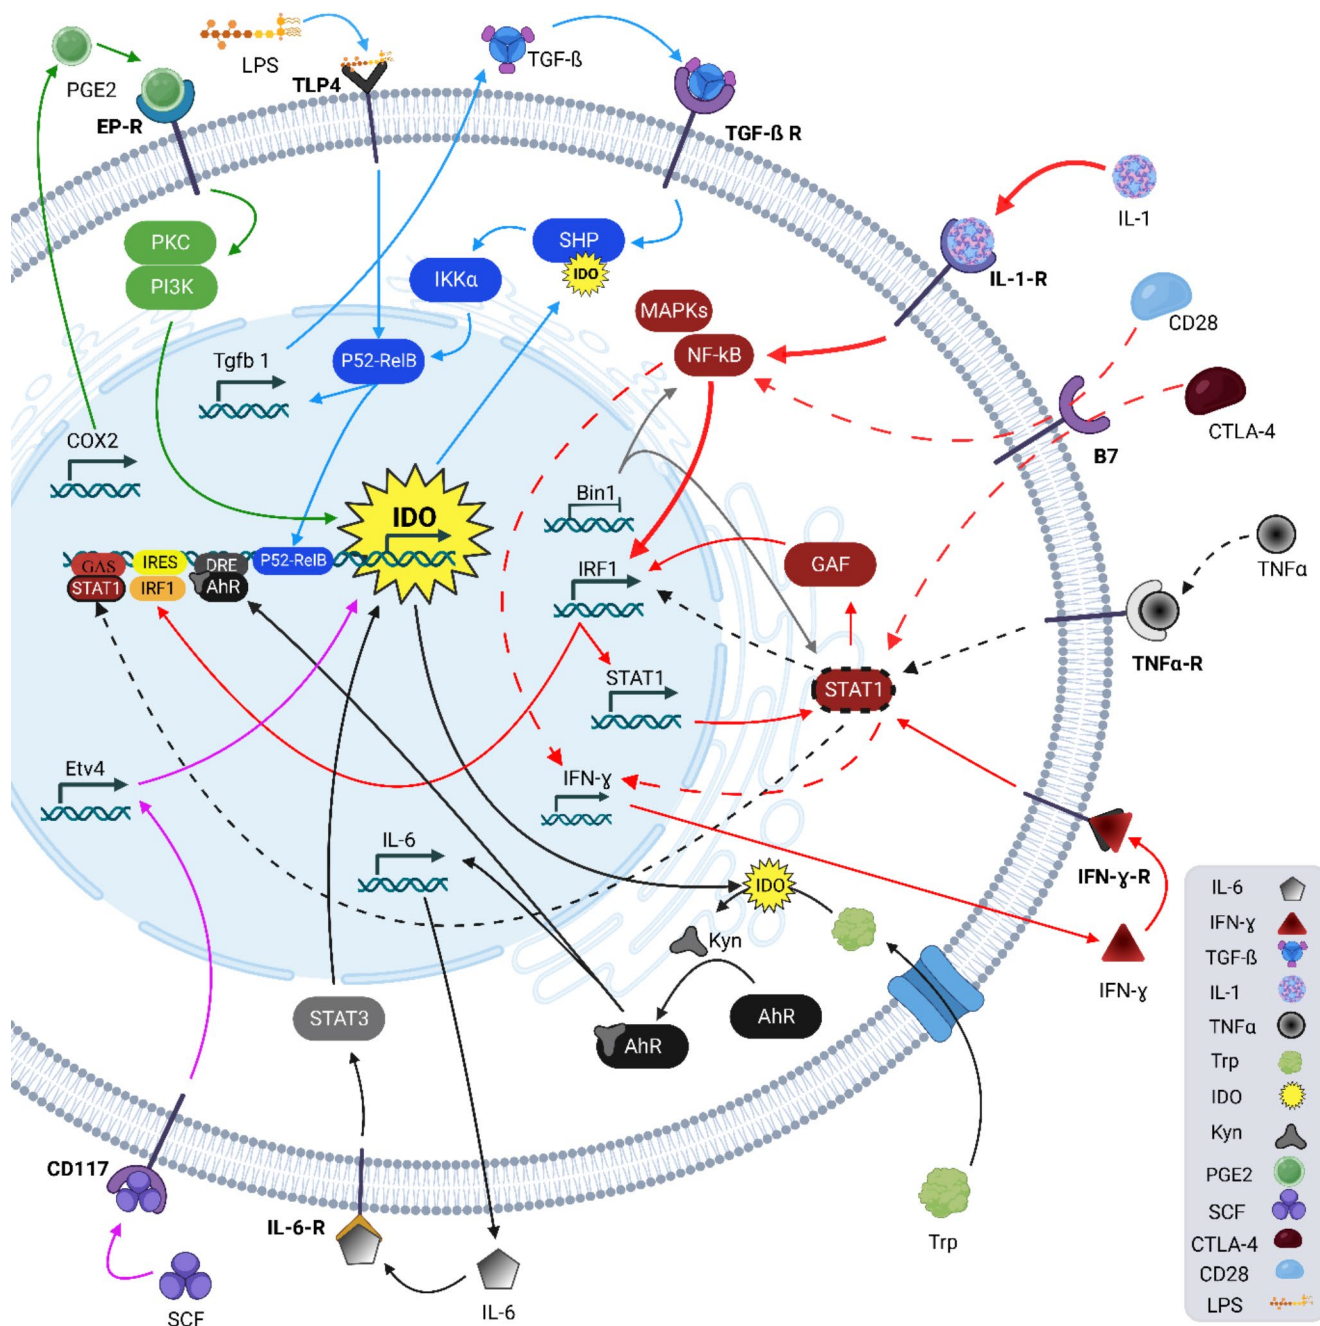 LPS
TGF-ß
PGE2
TLP4
EP-R
TGF-ß R
IL-1
PKC
SHP
IDO
IL-1-R
PI3K
IKKα
MAPKs
CD28
NF-kB
Tgfb 1
P52-RelB
CTLA-4
COX2
B7
Bin1
IDO
GAS
IRES
DRE
P52-RelB
IRF1
GAF
TNFα
STAT1
IRF1
AhR
TNFα-R
STAT1
STAT1
Etv4
IFN-ɣ
IL-6
IDO
IFN-ɣ-R
Kyn
IFN-ɣ
STAT3
AhR
AhR
CD117
IL-6-R
Trp
SCF
IL-6
IL-6
IFN-ɣ
TGF-ß
IL-1
TNFα
Trp
IDO
Kyn
PGE2
SCF
CTLA-4
CD28
LPS